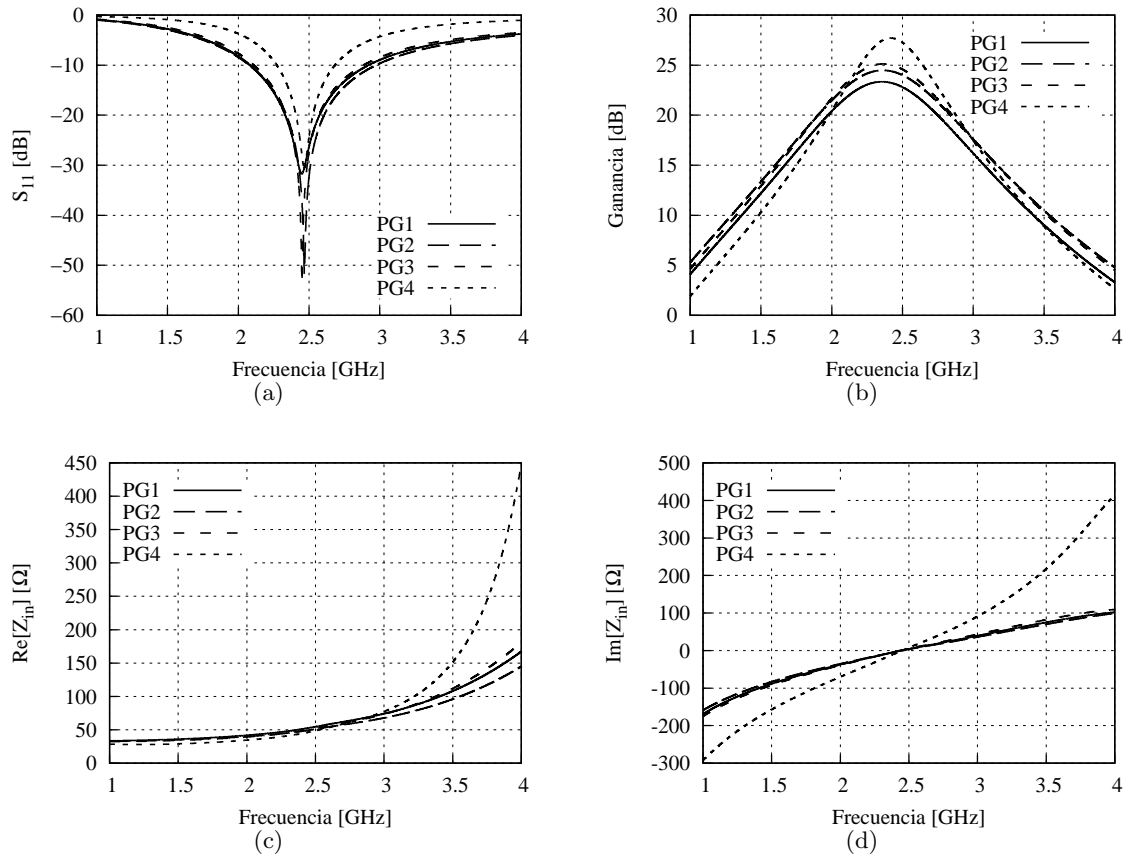 0
−10
−20
−30
−40
−50
−60
S11 [dB]
PG1
PG2
PG3
PG4
1 1.5 2 2.5 3 3.5 4
Frecuencia [GHz]
(a)
30
25
20
15
10
5
0
Ganancia [dB]
PG1
PG2
PG3
PG4
1 1.5 2 2.5 3 3.5 4
Frecuencia [GHz]
(b)
450
400
350
300
250
200
150
100
50
0
Re[Zin] [Ω]
PG1
PG2
PG3
PG4
1 1.5 2 2.5 3 3.5 4
Frecuencia [GHz]
(c)
500
400
300
200
100
0
-100
-200
-300
Im[Zin] [Ω]
PG1
PG2
PG3
PG4
1 1.5 2 2.5 3 3.5 4
Frecuencia [GHz]
(d)